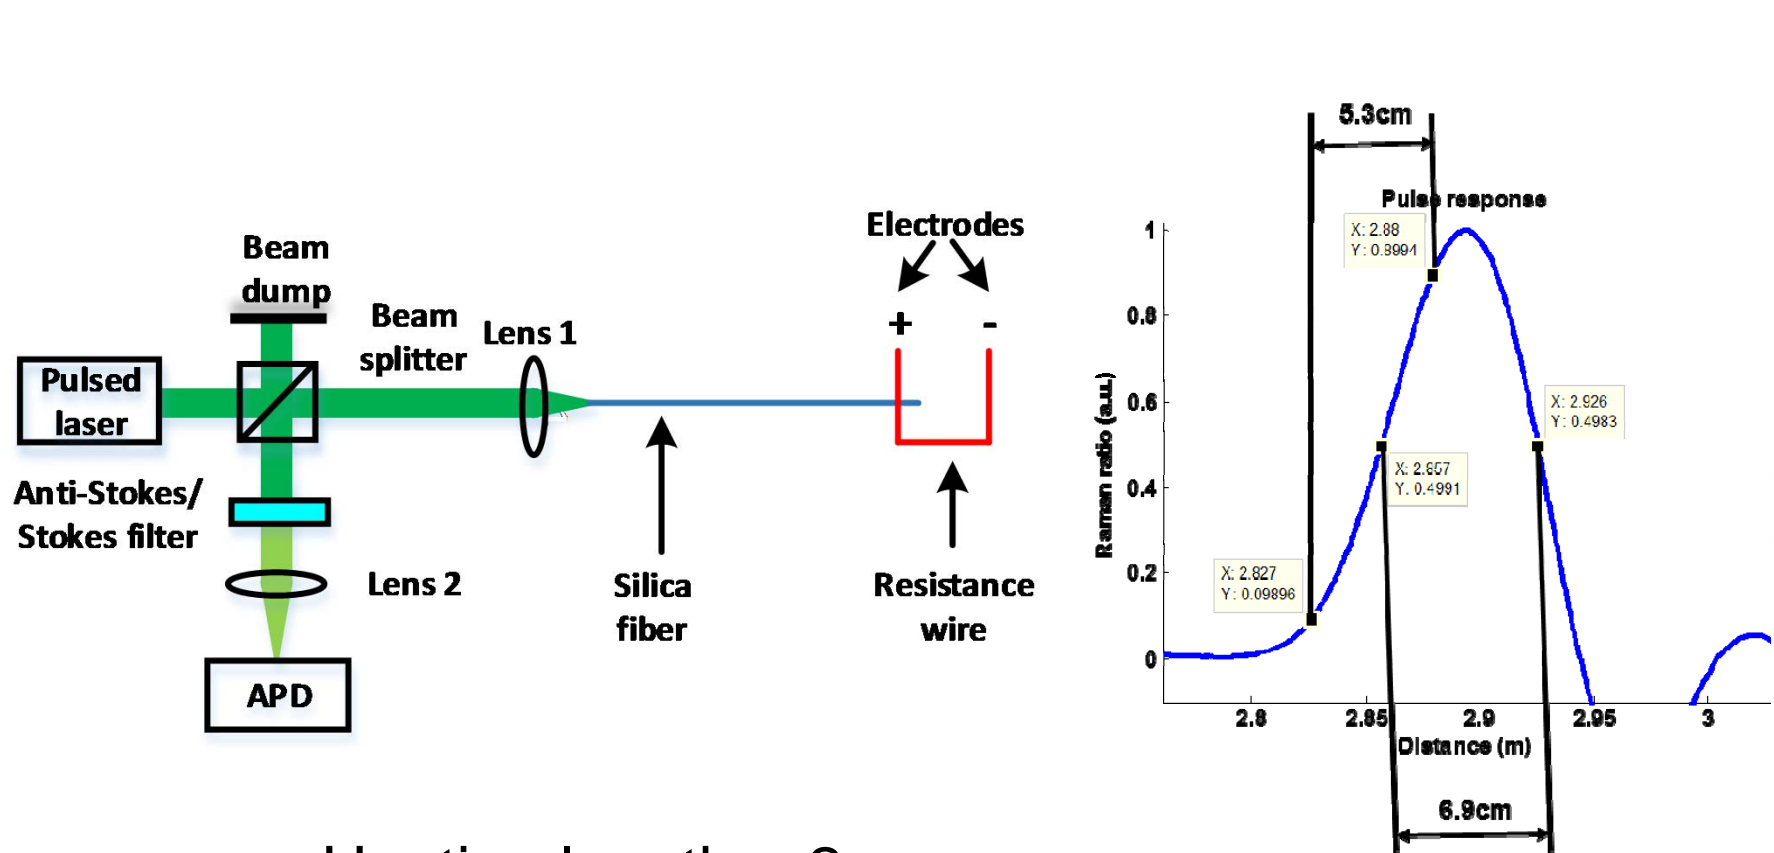 Beam
dump
Beam
splitter
Lens 1
Electrodes
+ -
Pulsed
laser
Anti-Stokes/
Stokes filter
Lens 2
Silica
fiber
Resistance
wire
APD
5.3cm
Pulse response
X: 2.88
Y: 0.8994
X: 2.926
Y: 0.4983
X: 2.857
Y: 0.4991
X: 2.827
Y: 0.09896
Raman ratio (a.u.)
1
0.8
0.6
0.4
0.2
0
2.8 2.85 2.9 2.95 3
Distance (m)
6.9cm